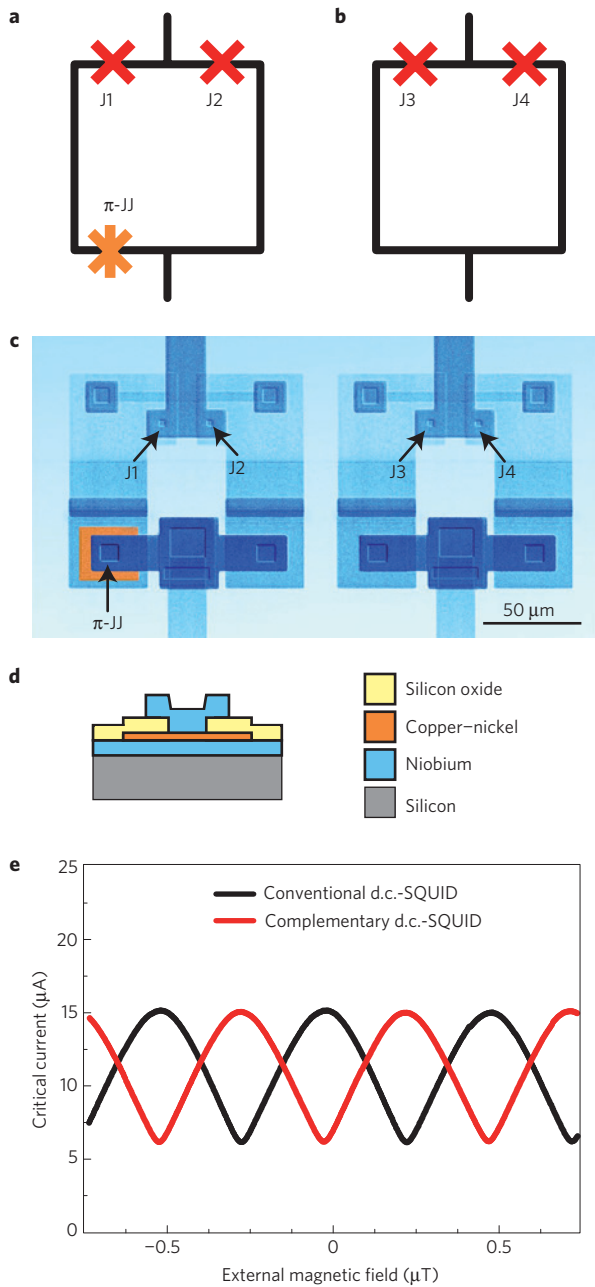 a
b
J1 J2
J3 J4
π-JJ
c
J1 J2
J3 J4
π-JJ
50 μm
d
Silicon oxide
Copper–nickel
Niobium
Silicon
e
25
20
15
10
5
0
Critical current (μA)
Conventional d.c.-SQUID
Complementary d.c.-SQUID
−0.5 0 0.5
External magnetic field (μT)